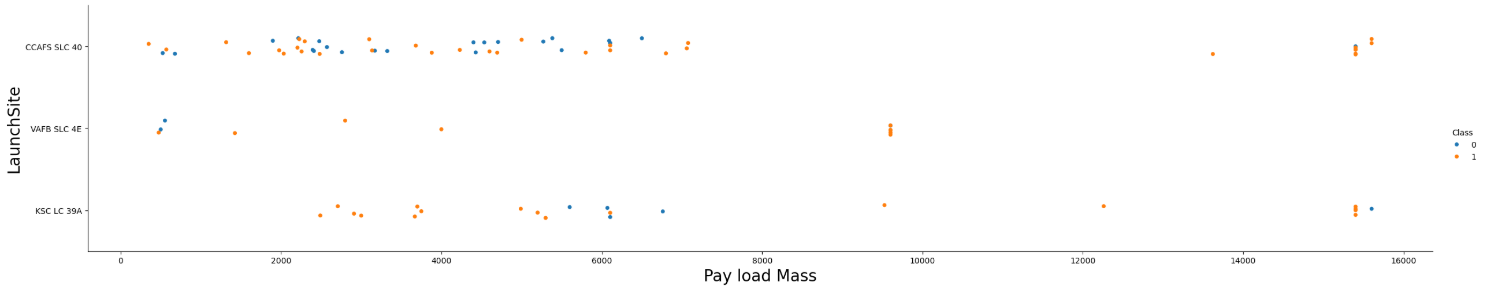 LaunchSite
CCAFS SLC 40
VAFB SLC 4E
KSC LC 39A
0 2000 4000 6000 8000 10000 12000 14000 16000
Pay load Mass
Class
0
1